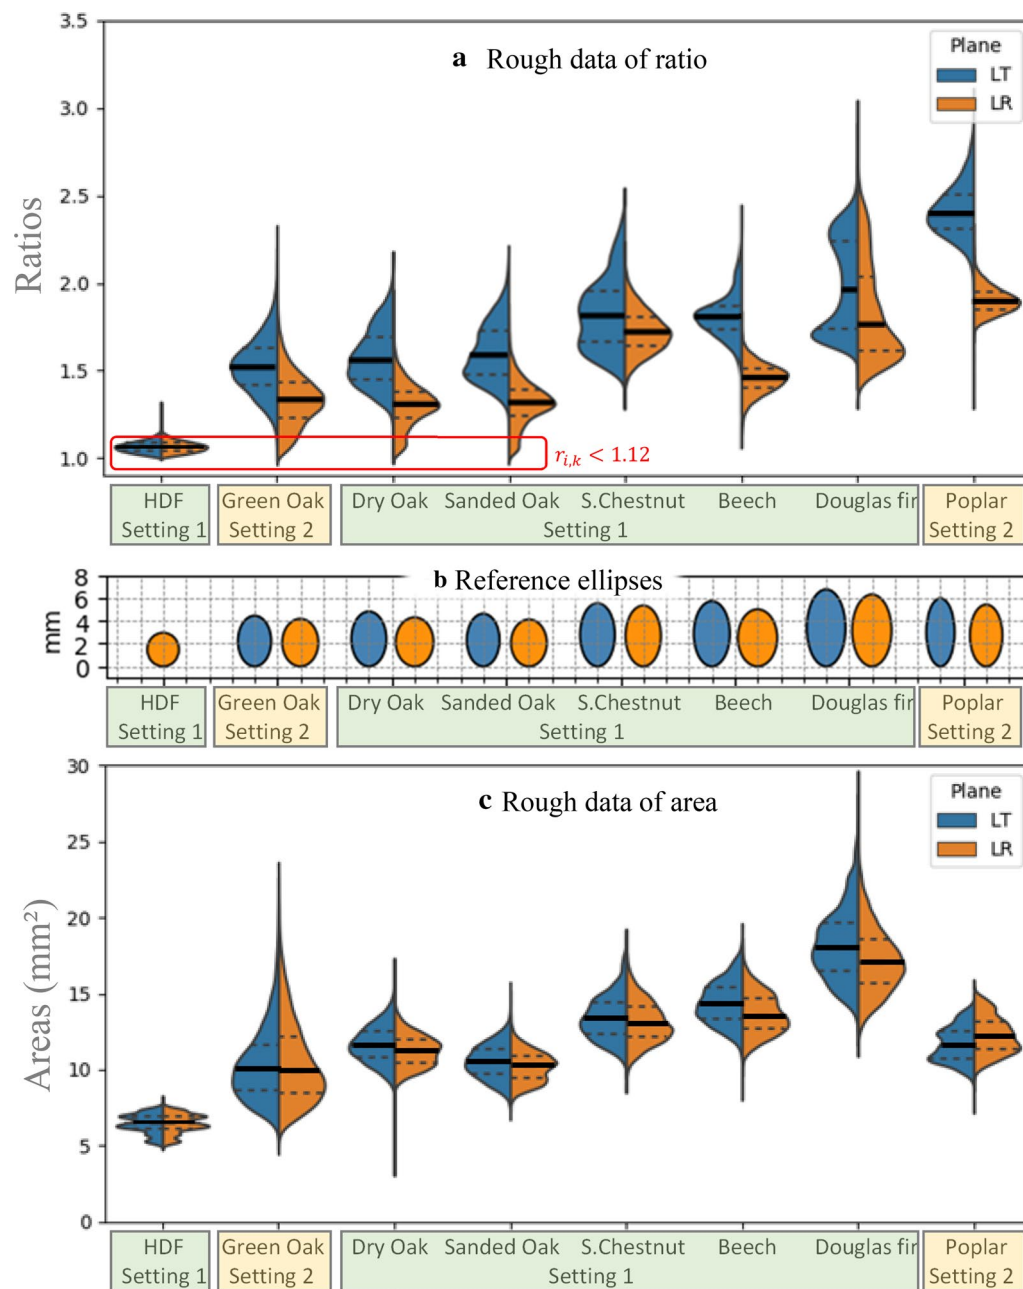 3.5
a Rough data of ratio
Plane
LT
LR
3.0
2.5
Ratios
2.0
1.5
1.0
r_{i,k} < 1.12
HDF Green Oak Dry Oak Sanded Oak S.Chestnut Beech Douglas fir Poplar
Setting 1 Setting 2 Setting 1 Setting 2
b Reference ellipses
8
6
mm
4
2
0
HDF Green Oak Dry Oak Sanded Oak S.Chestnut Beech Douglas fir Poplar
Setting 1 Setting 2 Setting 1 Setting 2
30
c Rough data of area
Plane
LT
LR
25
20
Areas (mm²)
15
10
5
0
HDF Green Oak Dry Oak Sanded Oak S.Chestnut Beech Douglas fir Poplar
Setting 1 Setting 2 Setting 1 Setting 2